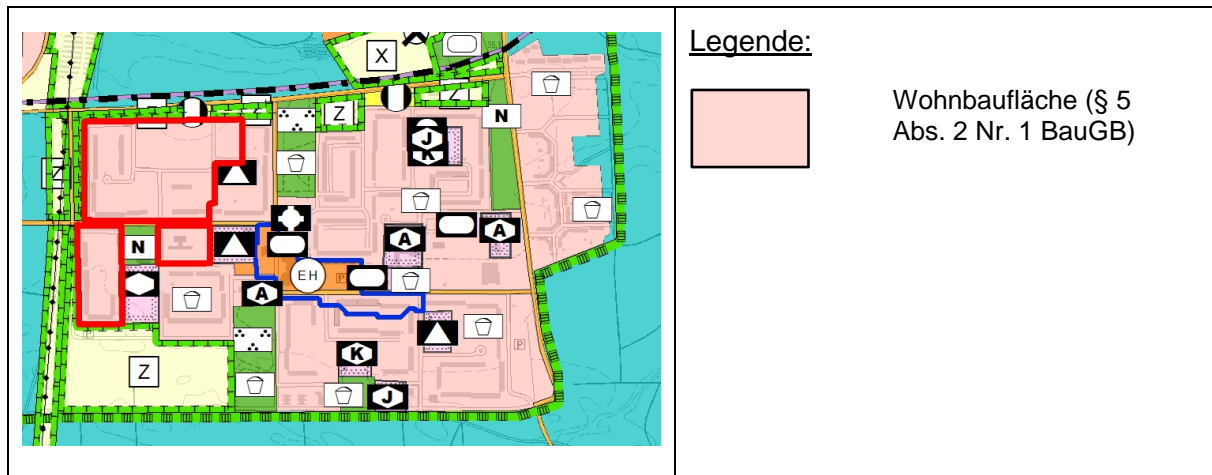 X
Z
N
J
K
Z
N
A
A
EH
P
A
P
K
Z
J
Legende:
Wohnbaufläche (§ 5
Abs. 2 Nr. 1 BauGB)